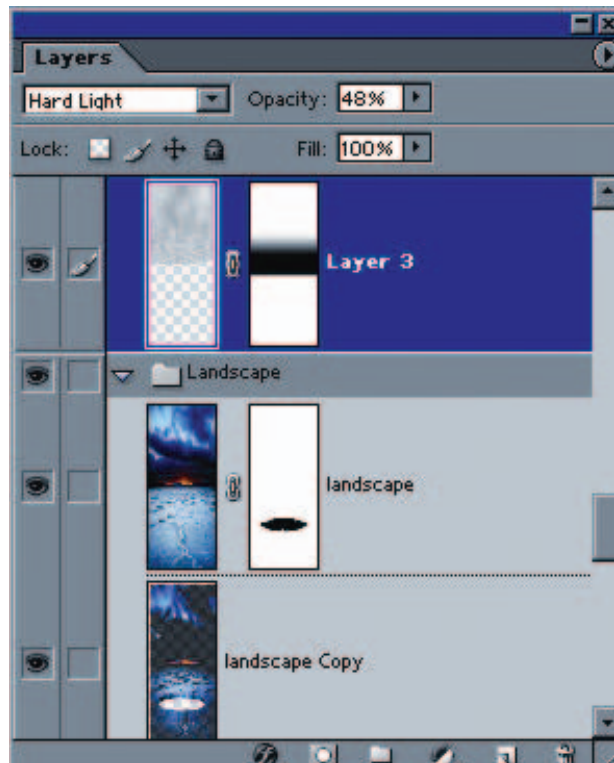 Layers
Hard Light Opacity: 48%
Lock: Fill: 100%
Layer 3
Landscape
landscape
landscape Copy